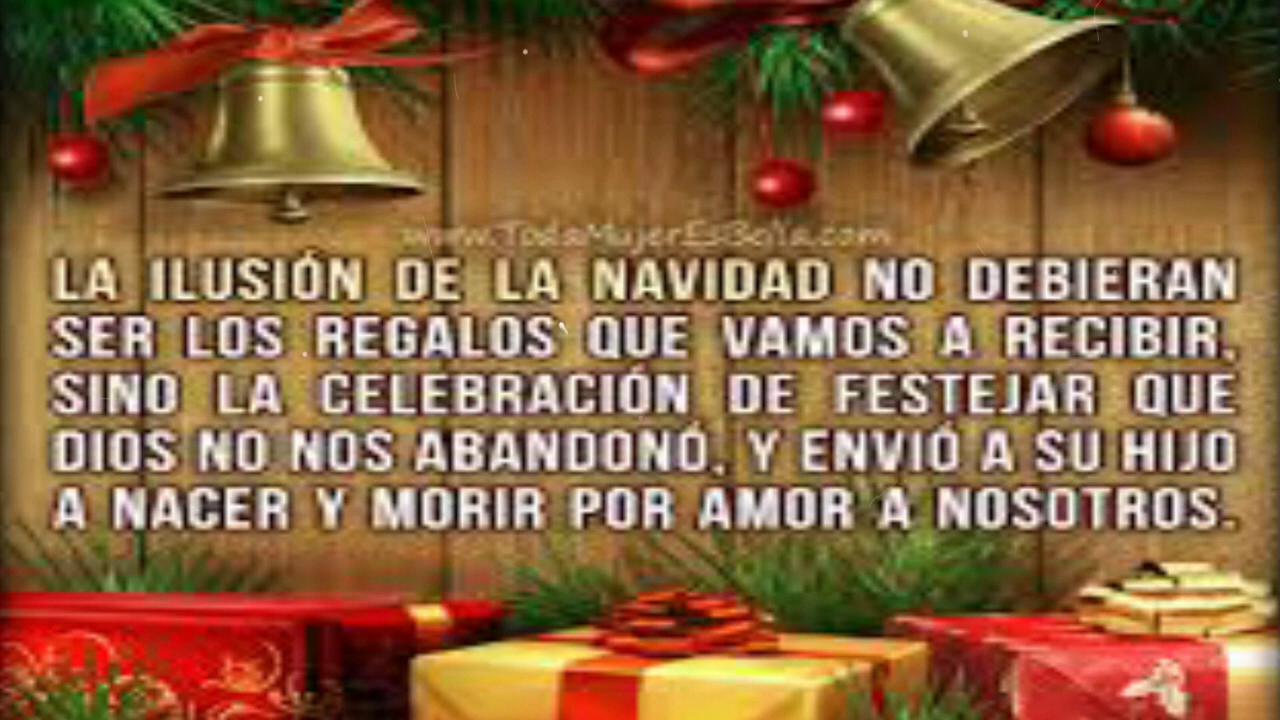 www.TodaMujerEsBella.com
LA ILUSIÓN DE LA NAVIDAD NO DEBIERAN
SER LOS REGALOS QUE VAMOS A RECIBIR,
SINO LA CELEBRACIÓN DE FESTEJAR QUE
DIOS NO NOS ABANDONÓ, Y ENVIÓ A SU HIJO
A NACER Y MORIR POR AMOR A NOSOTROS.